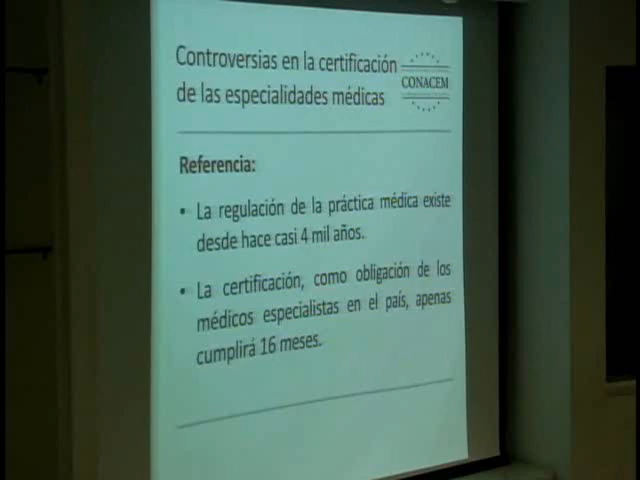 Controversias en la certificación
de las especialidades médicas
CONACEM
Referencia:
• La regulación de la práctica médica existe
desde hace casi 4 mil años.
• La certificación, como obligación de los
médicos especialistas en el país, apenas
cumplirá 16 meses.